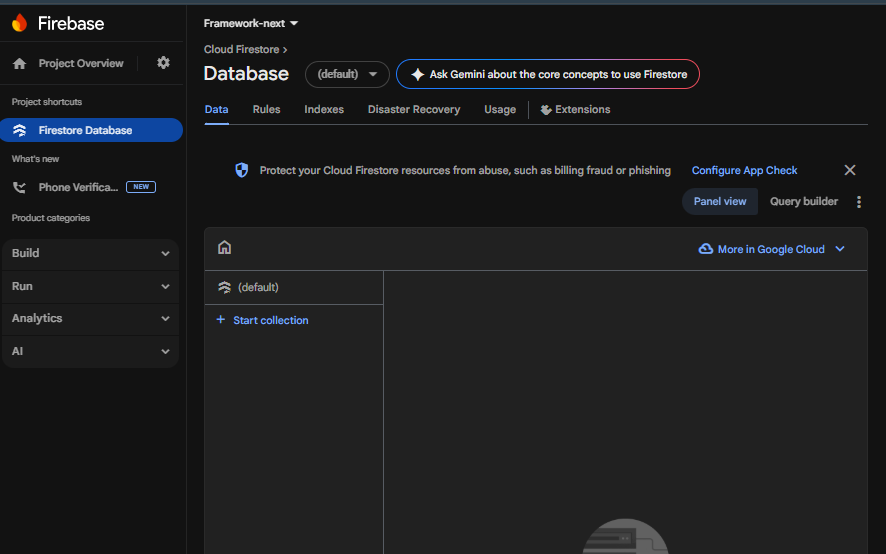 Firebase
Project Overview
Project shortcuts
Firestore Database
What's new
Phone Verifica... NEW
Product categories
Build
Run
Analytics
AI
Framework-next
Cloud Firestore >
Database (default) Ask Gemini about the core concepts to use Firestore
Data Rules Indexes Disaster Recovery Usage Extensions
Protect your Cloud Firestore resources from abuse, such as billing fraud or phishing Configure App Check
Panel view Query builder
More in Google Cloud
(default)
+ Start collection